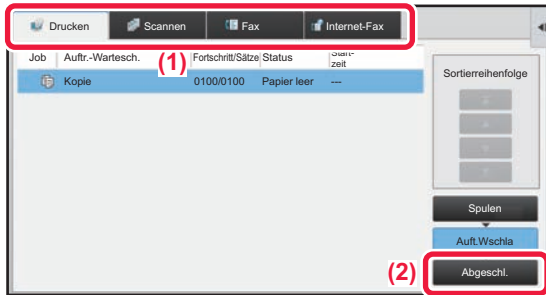 Drucken Scannen Fax Internet-Fax
Job Auftr.-Wartesch. (1) Fortschritt/Sätze Status Start-
zeit
Sortierreihenfolge
Kopie 0100/0100 Papier leer ---
Spulen
Auft.Wschla
(2) Abgeschl.